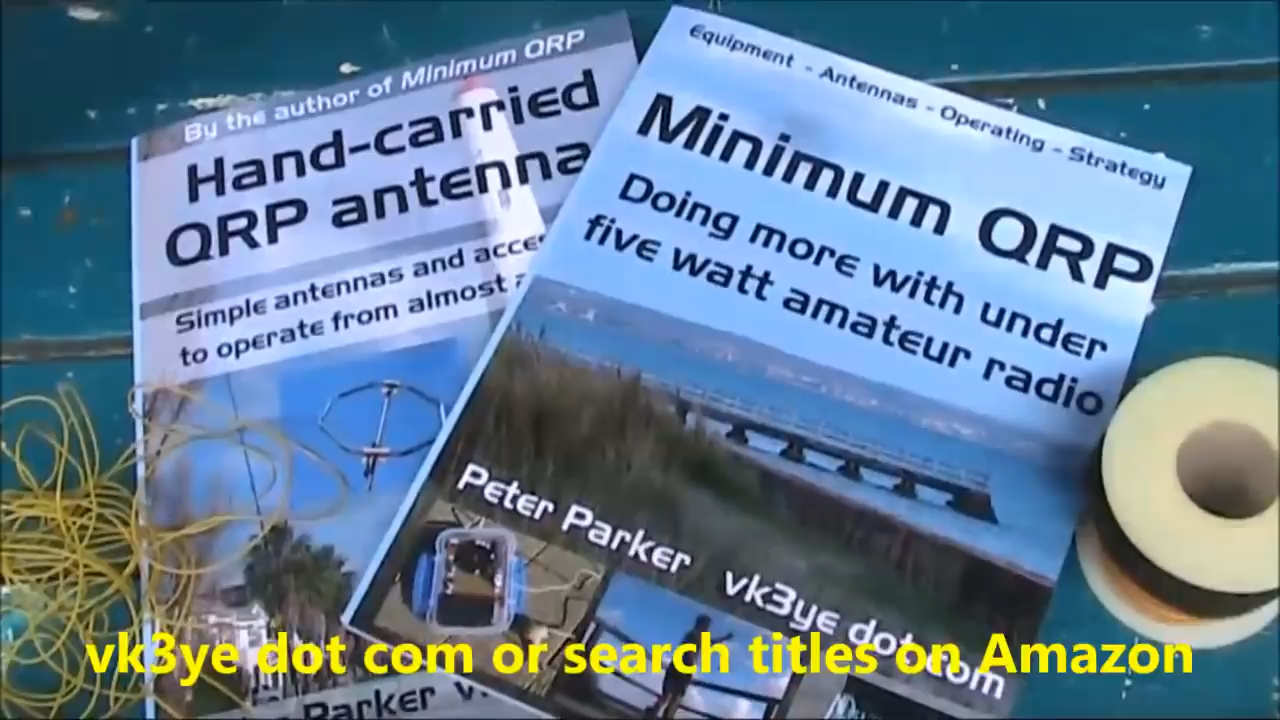 By the author of Minimum QRP
Hand-carried
QRP antenna
Simple antennas and acce
to operate from almost
Parker
Equipment - Antennas - Operating - Strategy
Minimum QRP
Doing more with under
five watt amateur radio
Peter Parker vk3ye dot com
vk3ye dot com or search titles on Amazon